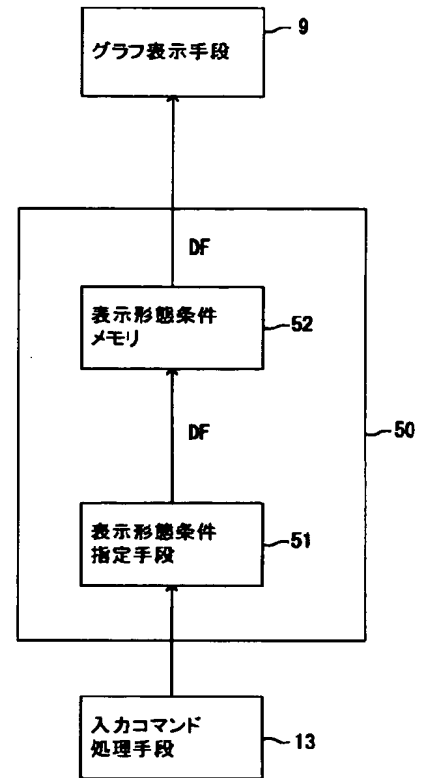 グラフ表示手段
9
DF
表示形態条件
メモリ
52
DF
50
表示形態条件
指定手段
51
入力コマンド
処理手段
13